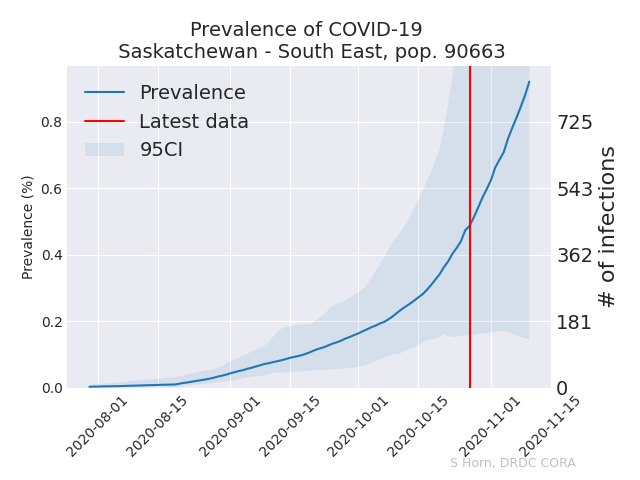 Prevalence of COVID-19
Saskatchewan - South East, pop. 90663
Prevalence
Latest data
95CI
Prevalence (%)
0.8
0.6
0.4
0.2
0.0
725
543
362
181
0
# of infections
2020-08-01
2020-08-15
2020-09-01
2020-09-15
2020-10-01
2020-10-15
2020-11-01
2020-11-15
S Horn, DRDC CORA